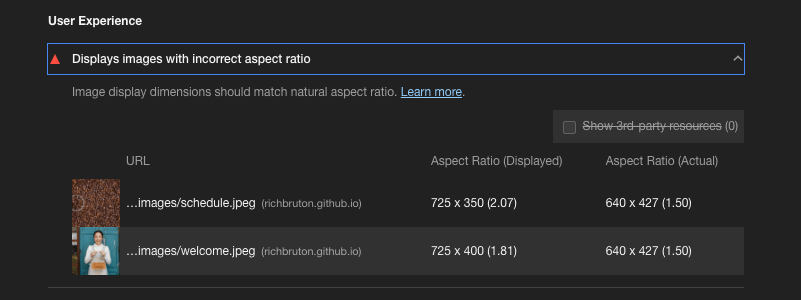 User Experience
Displays images with incorrect aspect ratio
Image display dimensions should match natural aspect ratio. Learn more.
Show 3rd-party resources (0)
URL Aspect Ratio (Displayed) Aspect Ratio (Actual)
…images/schedule.jpeg (richbruton.github.io) 725 x 350 (2.07) 640 x 427 (1.50)
…images/welcome.jpeg (richbruton.github.io) 725 x 400 (1.81) 640 x 427 (1.50)